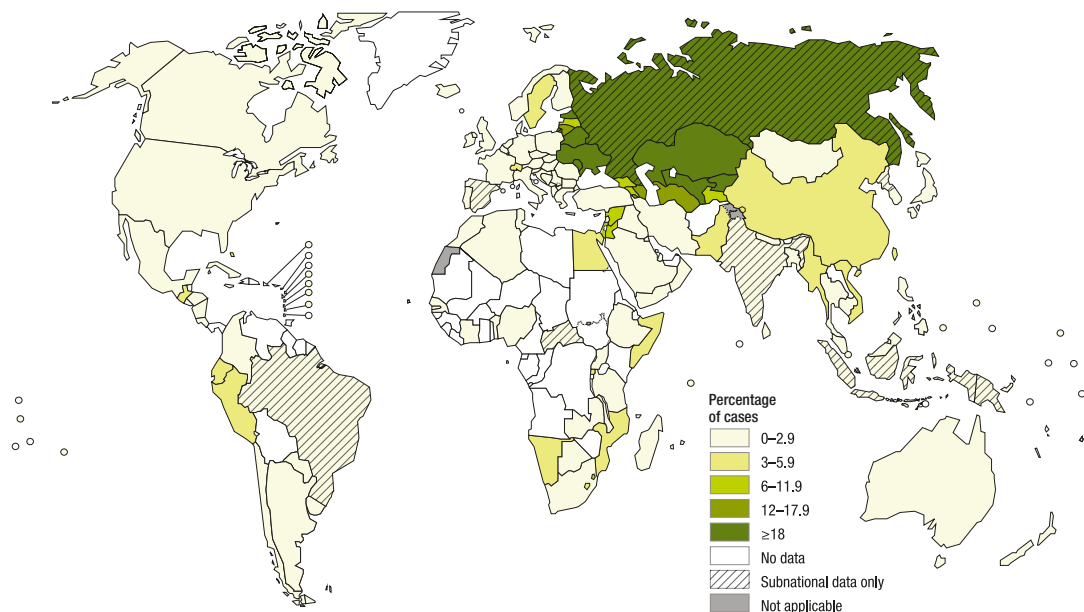 Percentage
of cases
0–2.9
3–5.9
6–11.9
12–17.9
≥18
No data
Subnational data only
Not applicable